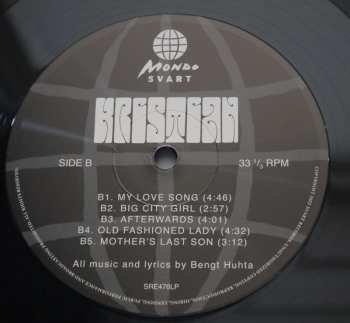 MONDO
SVART
KRISTIAN
SIDE B
33 1/3 RPM
B1. MY LOVE SONG (4:46)
B2. BIG CITY GIRL (2:57)
B3. AFTERWARDS (4:01)
B4. OLD FASHIONED LADY (4:32)
B5. MOTHER'S LAST SON (3:12)
All music and lyrics by Bengt Huhta
SRE476LP